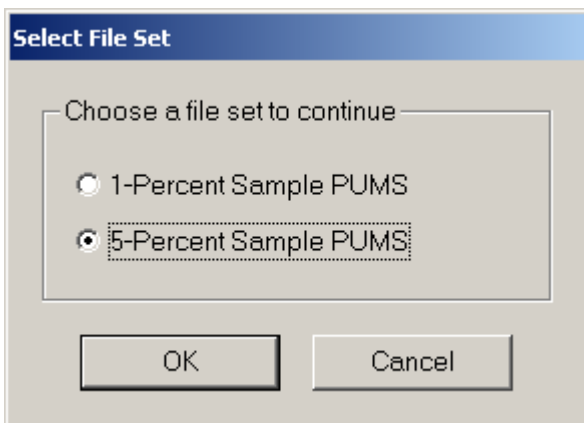 Select File Set
Choose a file set to continue
1-Percent Sample PUMS
5-Percent Sample PUMS
OK Cancel